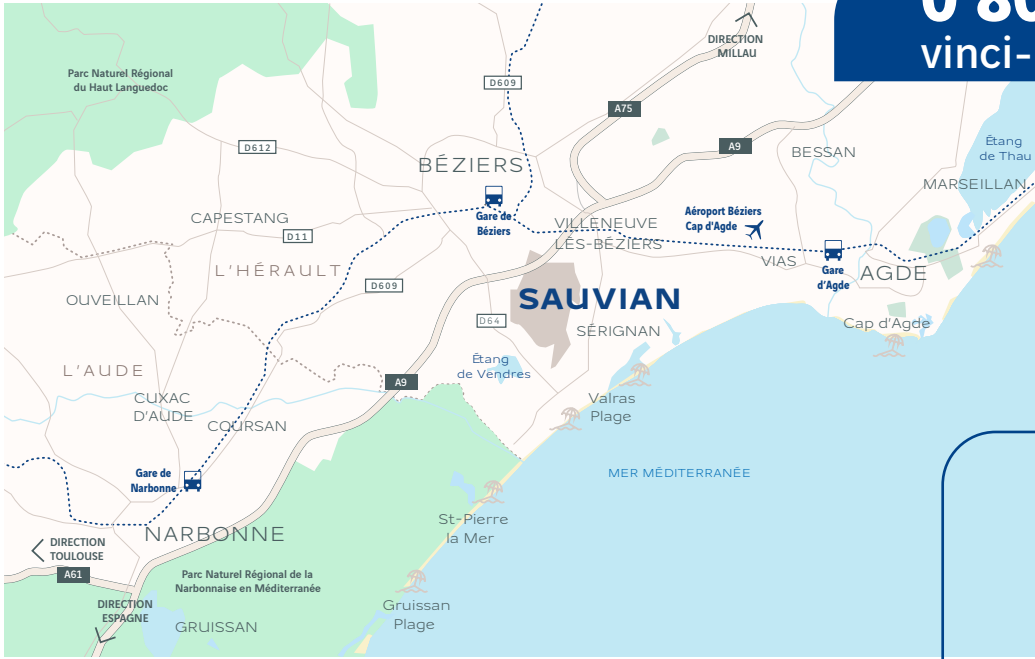 0 80
vinci-
DIRECTION
MILLAU
Parc Naturel Régional
du Haut Languedoc
D609
A75
D612
A9
BESSAN
Étang
de Thau
BÉZIERS
MARSEILLAN
Gare de
Béziers
CAPESTANG
D11
VILLENEUVE
LÈS-BÉZIERS
Aéroport Béziers
Cap d'Agde
VIAS
Gare
d'Agde
AGDE
L'HÉRAULT
D609
OUVEILLAN
SAUVIAN
D64
SÉRIGNAN
Cap d'Agde
Étang
de Vendres
L'AUDE
A9
CUXAC
D'AUDE
COURSAN
Valras
Plage
MER MÉDITERRANÉE
Gare de
Narbonne
St-Pierre
la Mer
NARBONNE
DIRECTION
TOULOUSE
A61
Parc Naturel Régional de la
Narbonnaise en Méditerranée
DIRECTION
ESPAGNE
GRUISSAN
Gruissan
Plage